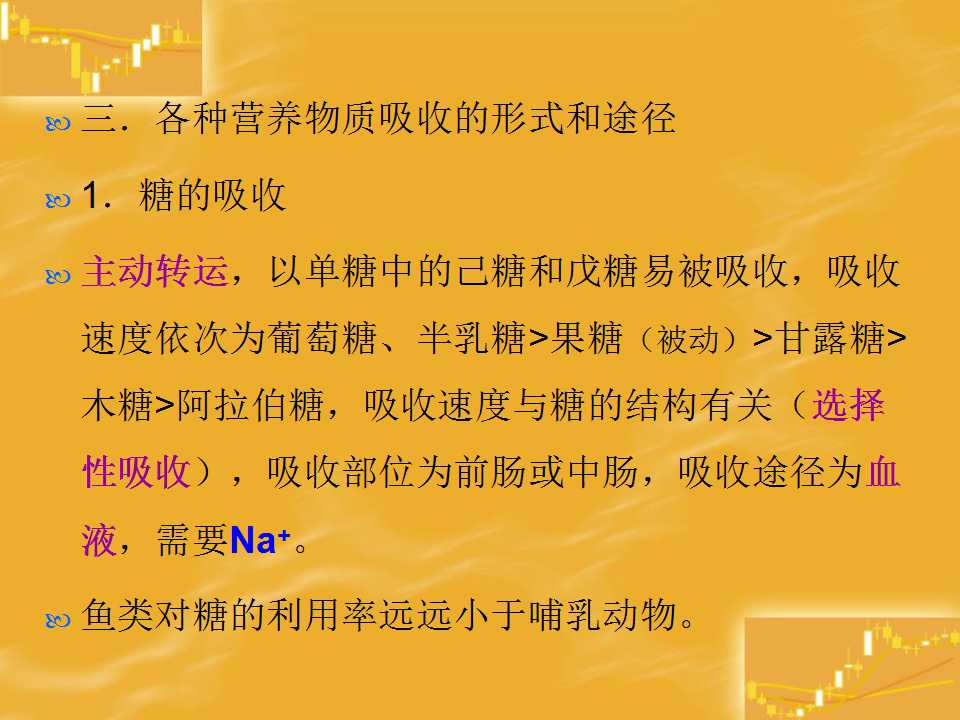 三．各种营养物质吸收的形式和途径
1．糖的吸收
主动转运，以单糖中的己糖和戊糖易被吸收，吸收
速度依次为葡萄糖、半乳糖>果糖（被动）>甘露糖>
木糖>阿拉伯糖，吸收速度与糖的结构有关（选择
性吸收），吸收部位为前肠或中肠，吸收途径为血
液，需要Na⁺。
鱼类对糖的利用率远远小于哺乳动物。